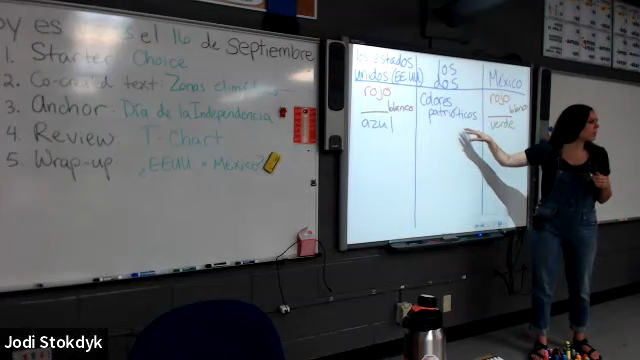 oy es el 16 de Septiembre
1. Starter Choice
2. Co-created text: Zonas
3. Anchor: Día de la Independencia
4. Review: T-Chart
5. Wrap-up ¿EEUU = México?
los estados unidos (EEUU)
los dos
México
rojo
blanco
azul
Colores patrióticos
rojo
blanco
verde
Jodi Stokdyk